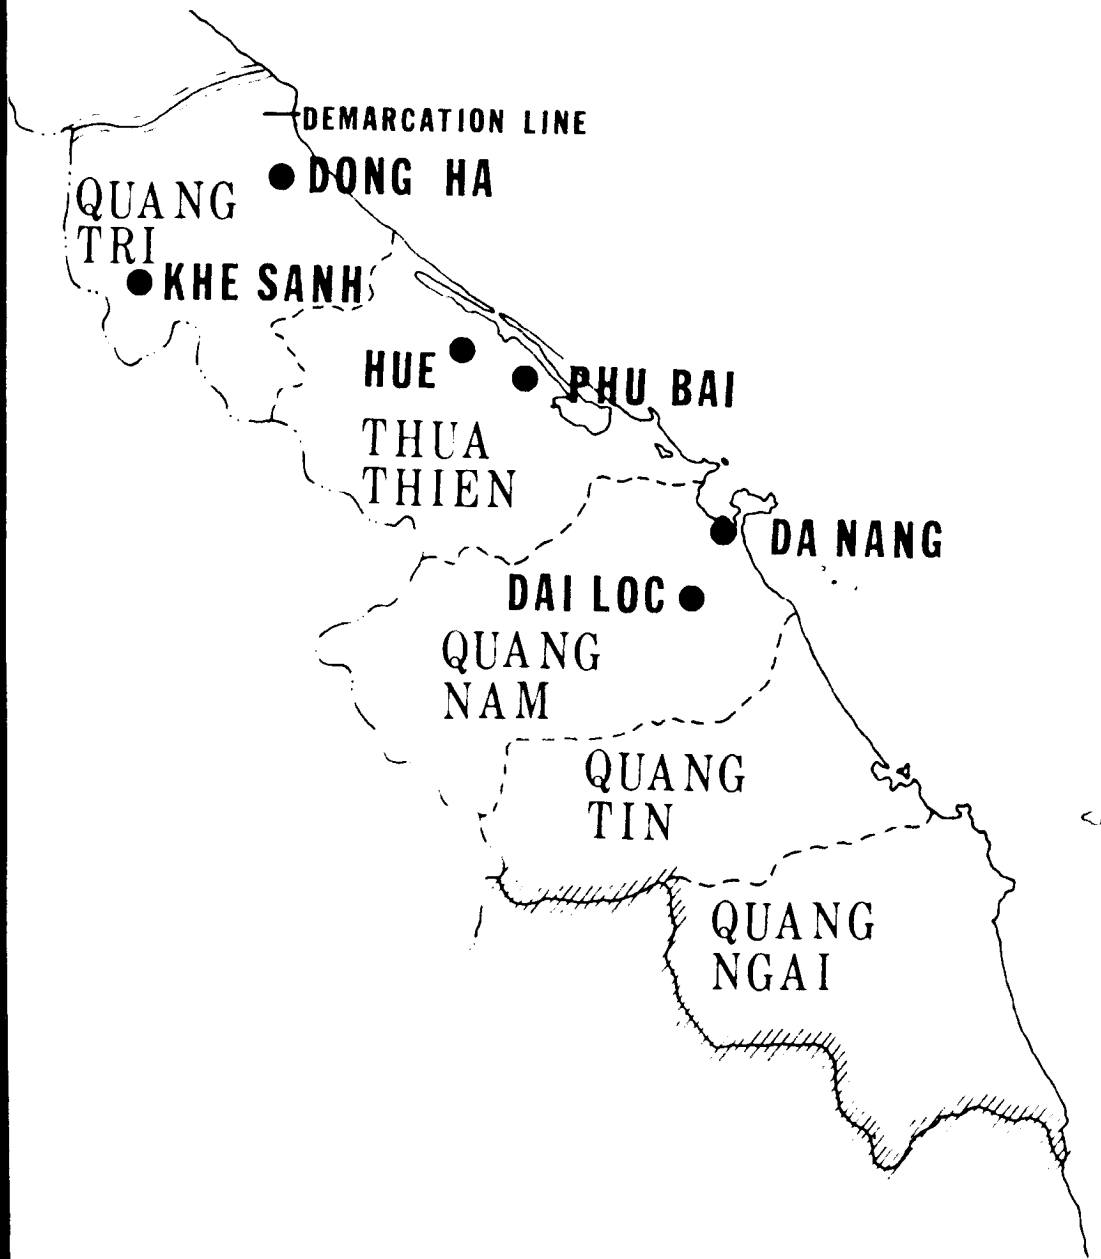 DEMARCATION LINE
DONG HA
QUANG
TRI
KHE SANH
HUE
PHU BAI
THUA
THIEN
DA NANG
DAI LOC
QUANG
NAM
QUANG
TIN
QUANG
NGAI